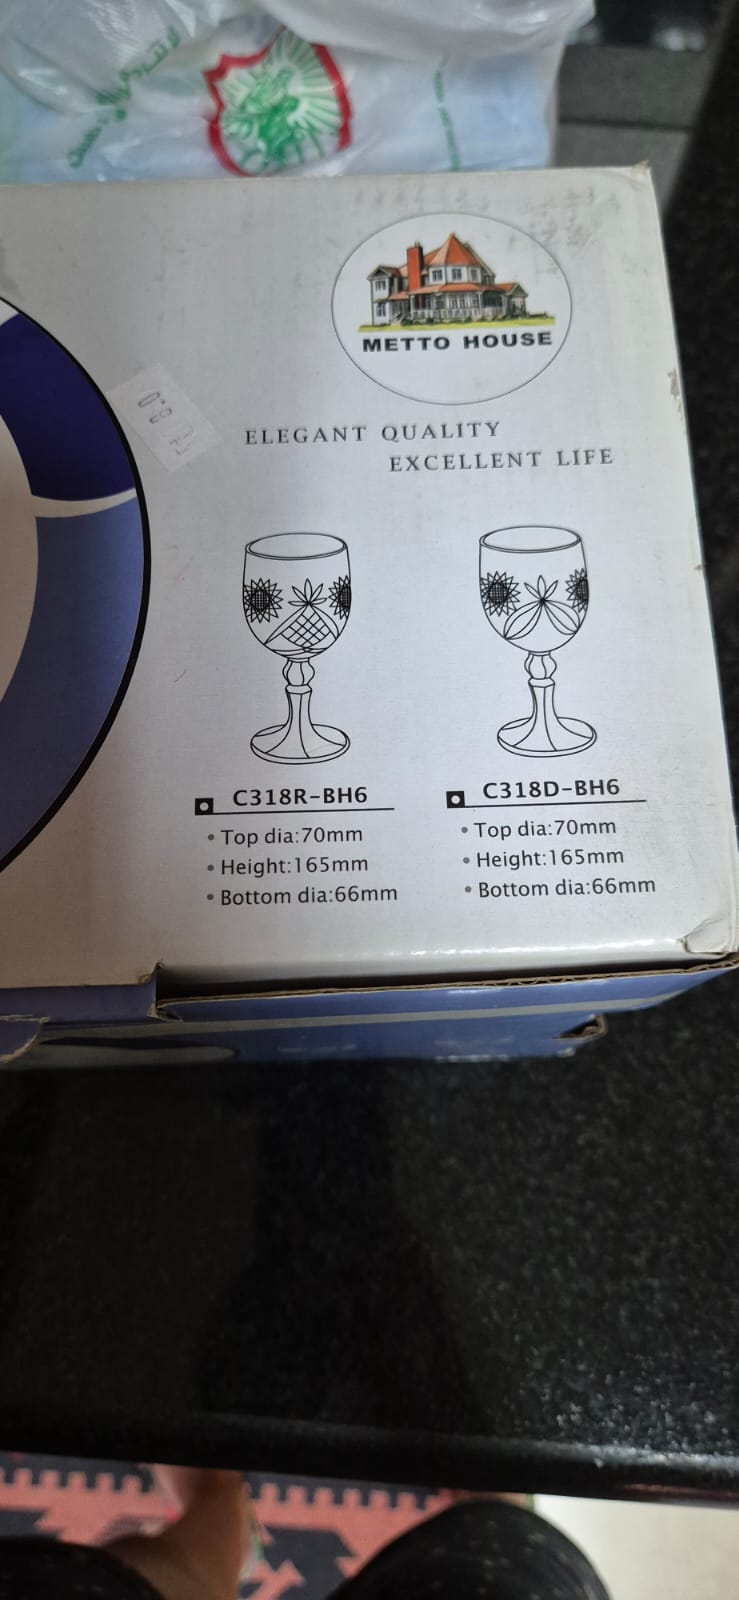 METTO HOUSE
ELEGANT QUALITY
EXCELLENT LIFE
C318R-BH6
• Top dia:70mm
• Height:165mm
• Bottom dia:66mm
C318D-BH6
• Top dia:70mm
• Height:165mm
• Bottom dia:66mm